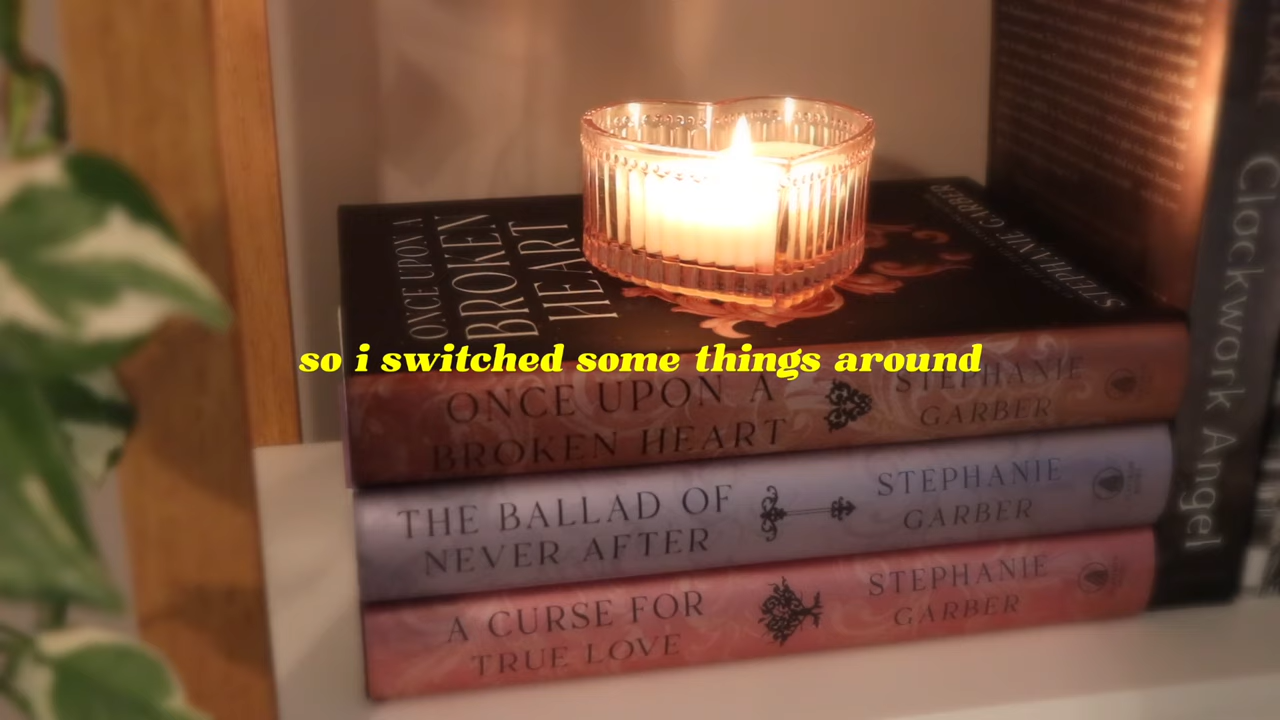 ONCE UPON A
BROKEN
HEART
STEPHANIE GARBER
so i switched some things around
ONCE UPON A
BROKEN HEART
STEPHANIE
GARBER
THE BALLAD OF
NEVER AFTER
STEPHANIE
GARBER
A CURSE FOR
TRUE LOVE
STEPHANIE
GARBER
Clockwork Angel